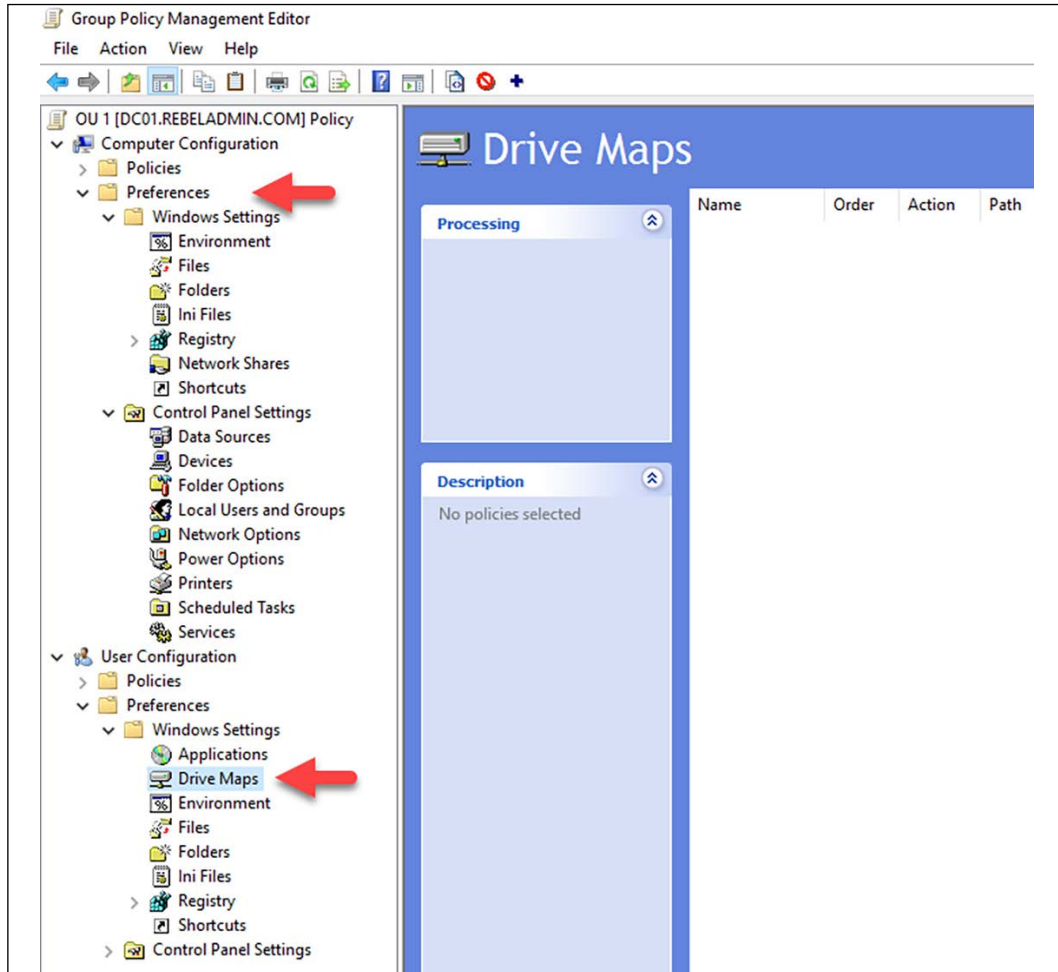 Group Policy Management Editor
File Action View Help
OU 1 [DC01.REBELADMIN.COM] Policy
Computer Configuration
Policies
Preferences
Windows Settings
Environment
Files
Folders
Ini Files
Registry
Network Shares
Shortcuts
Control Panel Settings
Data Sources
Devices
Folder Options
Local Users and Groups
Network Options
Power Options
Printers
Scheduled Tasks
Services
User Configuration
Policies
Preferences
Windows Settings
Applications
Drive Maps
Environment
Files
Folders
Ini Files
Registry
Shortcuts
Control Panel Settings
Drive Maps
Processing
Description
No policies selected
Name Order Action Path